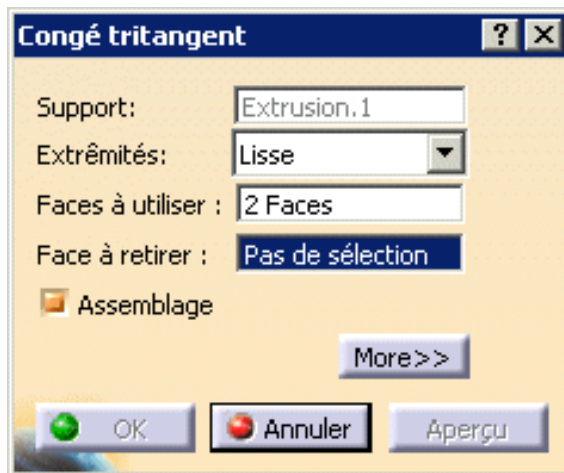 Congé tritangent
Support: Extrusion.1
Extrêmités: Lisse
Faces à utiliser : 2 Faces
Face à retirer : Pas de sélection
Assemblage
More>>
OK Annuler Aperçu